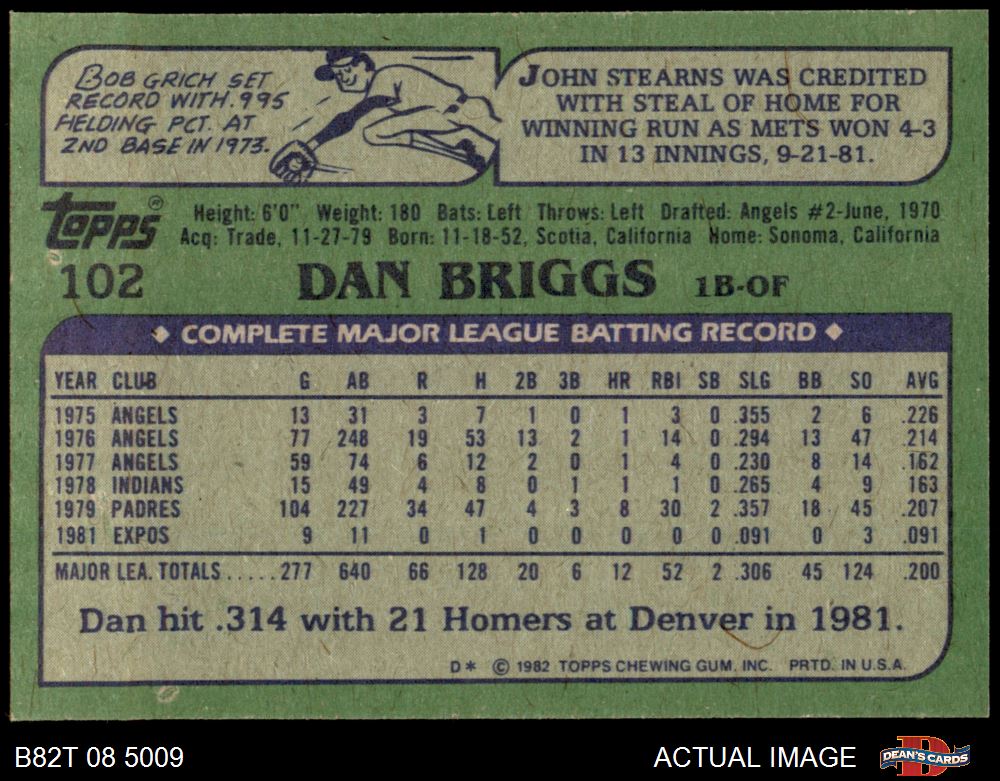 BOB GRICH SET
RECORD WITH .995
FIELDING PCT. AT
2ND BASE IN 1973.
JOHN STEARNS WAS CREDITED
WITH STEAL OF HOME FOR
WINNING RUN AS METS WON 4-3
IN 13 INNINGS, 9-21-81.
TOPPS®
Height: 6'0" Weight: 180 Bats: Left Throws: Left Drafted: Angels #2-June, 1970
Acq: Trade, 11-27-79 Born: 11-18-52, Scotia, California Home: Sonoma, California
102 DAN BRIGGS 1B-OF
◆ COMPLETE MAJOR LEAGUE BATTING RECORD ◆
YEAR CLUB G AB R H 2B 3B HR RBI SB SLG BB SO AVG
1975 ANGELS 13 31 3 7 1 0 1 3 0 .355 2 6 .226
1976 ANGELS 77 248 19 53 13 2 1 14 0 .294 13 47 .214
1977 ANGELS 59 74 6 12 2 0 1 4 0 .230 8 14 .162
1978 INDIANS 15 49 4 8 0 1 1 1 0 .265 4 9 .163
1979 PADRES 104 227 34 47 4 3 8 30 2 .357 18 45 .207
1981 EXPOS 9 11 0 1 0 0 0 0 0 .091 0 3 .091
MAJOR LEA. TOTALS.....277 640 66 128 20 6 12 52 2 .306 45 124 .200
Dan hit .314 with 21 Homers at Denver in 1981.
D* © 1982 TOPPS CHEWING GUM, INC. PRTD. IN U.S.A.
B82T 08 5009
ACTUAL IMAGE
DEAN'S CARDS